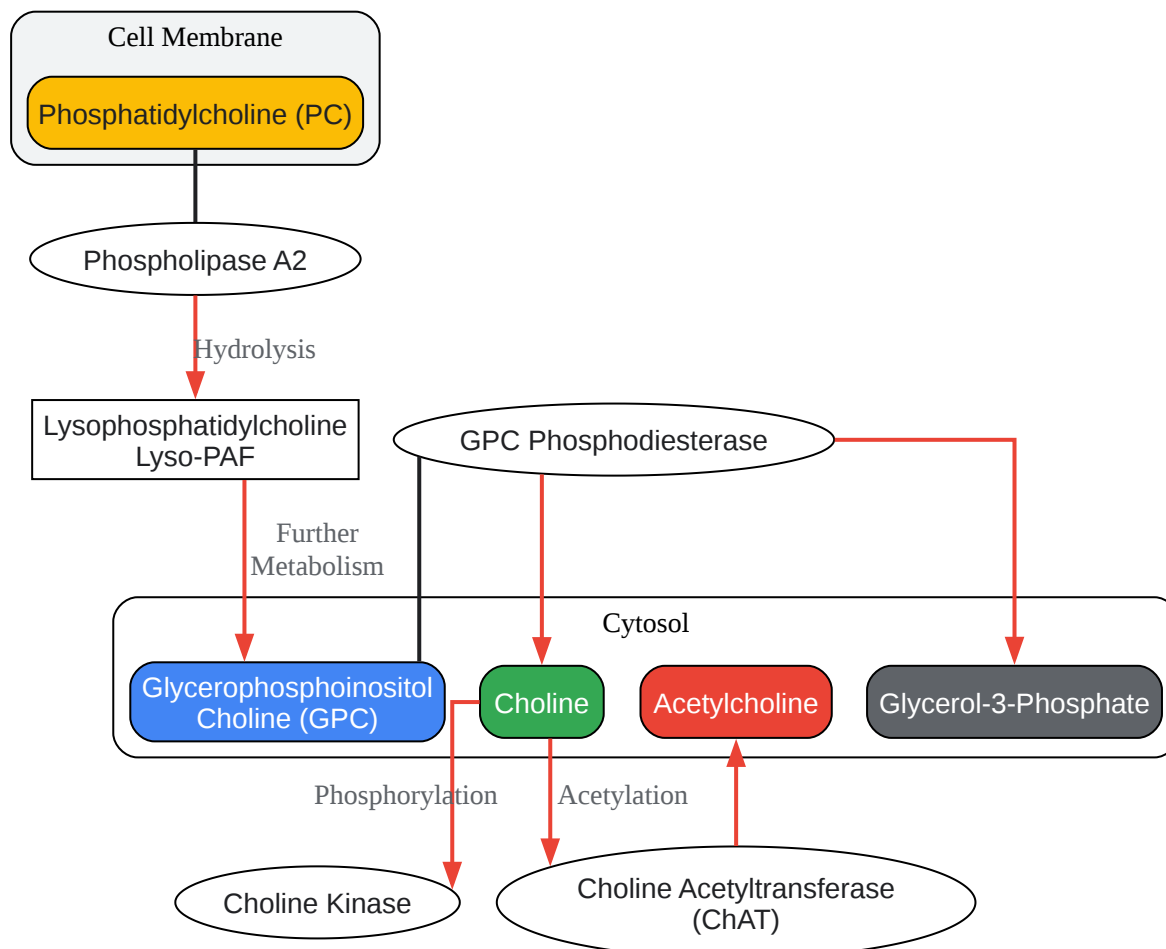 Cell Membrane
Phosphatidylcholine (PC)
Phospholipase A2
Hydrolysis
Lysophosphatidylcholine
Lyso-PAF
GPC Phosphodiesterase
Further
Metabolism
Cytosol
Glycerophosphoinositol
Choline (GPC)
Choline
Acetylcholine
Glycerol-3-Phosphate
Phosphorylation
Acetylation
Choline Kinase
Choline Acetyltransferase
(ChAT)